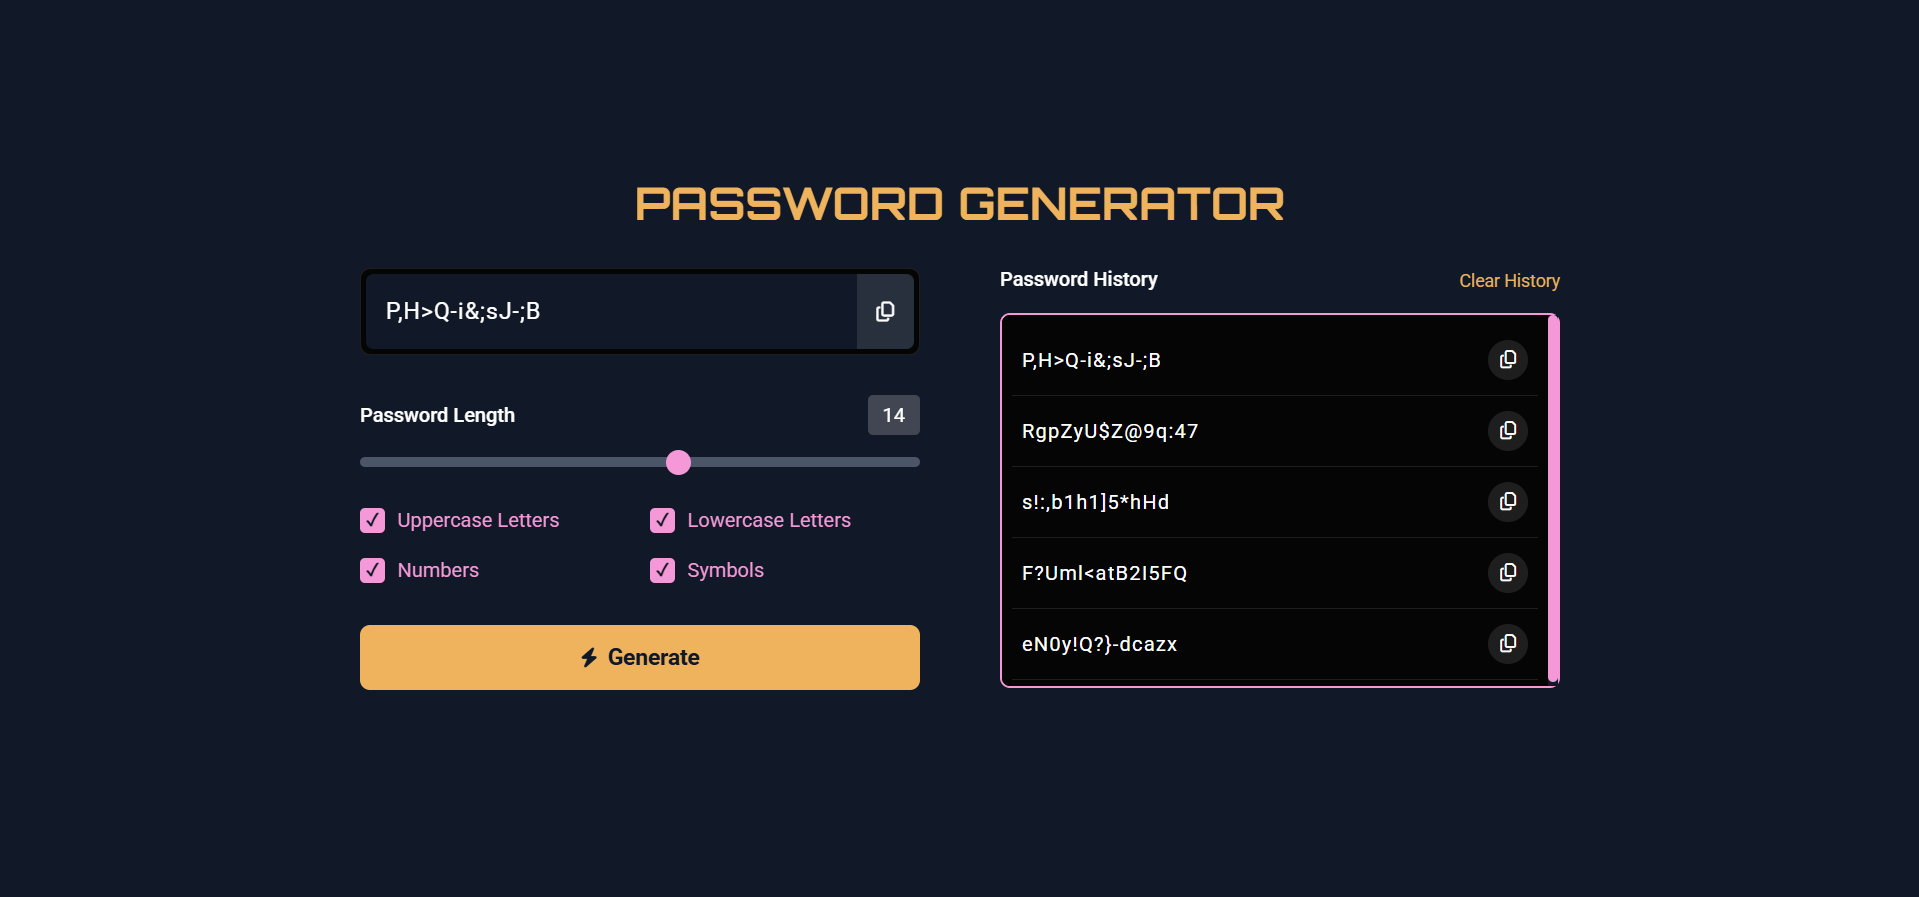 PASSWORD GENERATOR
P,H>Q-i&;sJ-;B
Password Length
14
Uppercase Letters
Lowercase Letters
Numbers
Symbols
Generate
Password History
Clear History
P,H>Q-i&;sJ-;B
RgpZyU$Z@9q:47
s!:,b1h1]5*hHd
F?Uml<atB2I5FQ
eN0y!Q?}-dcazx